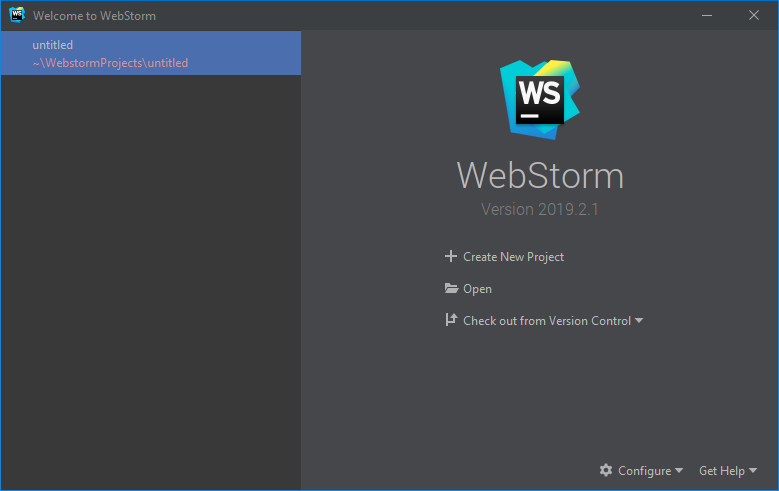 Welcome to WebStorm
untitled
~\WebstormProjects\untitled
WS
WebStorm
Version 2019.2.1
Create New Project
Open
Check out from Version Control
Configure
Get Help